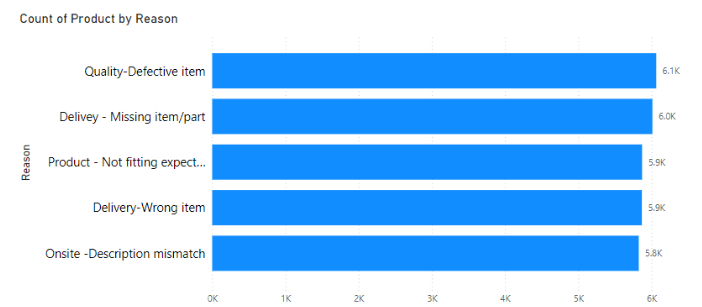 Count of Product by Reason
Reason
Quality-Defective item 6.1K
Delivey - Missing item/part 6.0K
Product - Not fitting expect... 5.9K
Delivery-Wrong item 5.9K
Onsite -Description mismatch 5.8K
0K 1K 2K 3K 4K 5K 6K